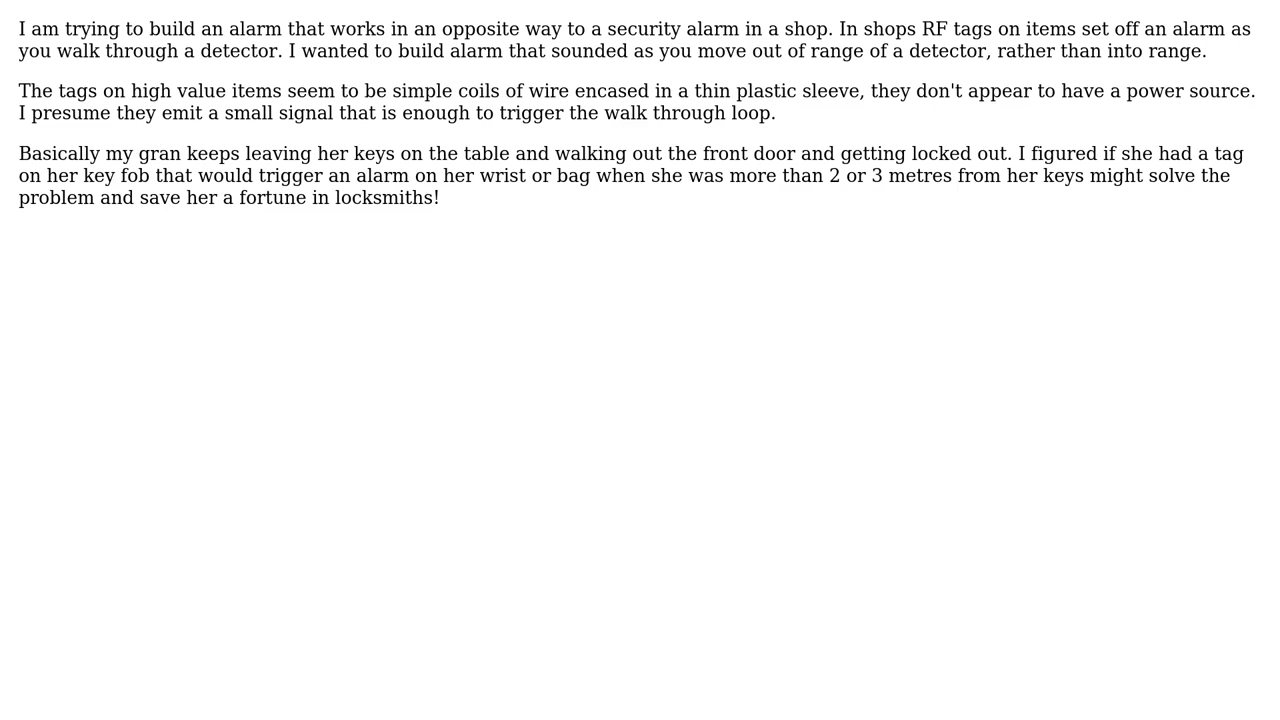 I am trying to build an alarm that works in an opposite way to a security alarm in a shop. In shops RF tags on items set off an alarm as
you walk through a detector. I wanted to build alarm that sounded as you move out of range of a detector, rather than into range.
The tags on high value items seem to be simple coils of wire encased in a thin plastic sleeve, they don't appear to have a power source.
I presume they emit a small signal that is enough to trigger the walk through loop.
Basically my gran keeps leaving her keys on the table and walking out the front door and getting locked out. I figured if she had a tag
on her key fob that would trigger an alarm on her wrist or bag when she was more than 2 or 3 metres from her keys might solve the
problem and save her a fortune in locksmiths!